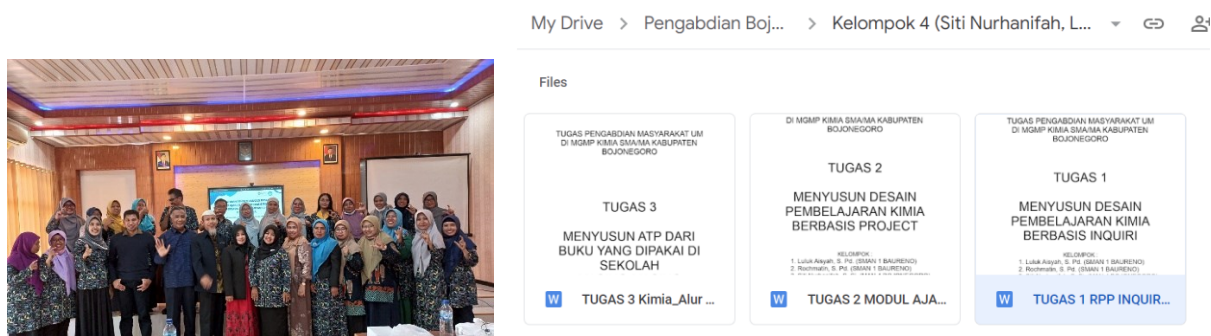 My Drive > Pengabdian Boj... > Kelompok 4 (Siti Nurhanifah, L...
Files
TUGAS PENGABDIAN MASYARAKAT UM
DI MGMP KIMIA SMA/MA KABUPATEN
BOJONEGORO
TUGAS 3
MENYUSUN ATP DARI
BUKU YANG DIPAKAI DI
SEKOLAH
W TUGAS 3 Kimia_Alur ...
DI MGMP KIMIA SMA/MA KABUPATEN
BOJONEGORO
TUGAS 2
MENYUSUN DESAIN
PEMBELAJARAN KIMIA
BERBASIS PROJECT
KELOMPOK :
1. Luluk Aisyah, S. Pd. (SMAN 1 BAURENO)
2. Rochmatin, S. Pd. (SMAN 1 BAURENO)
W TUGAS 2 MODUL AJA...
TUGAS PENGABDIAN MASYARAKAT UM
DI MGMP KIMIA SMA/MA KABUPATEN
BOJONEGORO
TUGAS 1
MENYUSUN DESAIN
PEMBELAJARAN KIMIA
BERBASIS INQUIRI
KELOMPOK :
1. Luluk Aisyah, S. Pd. (SMAN 1 BAURENO)
2. Rochmatin, S. Pd. (SMAN 1 BAURENO)
W TUGAS 1 RPP INQUIR...